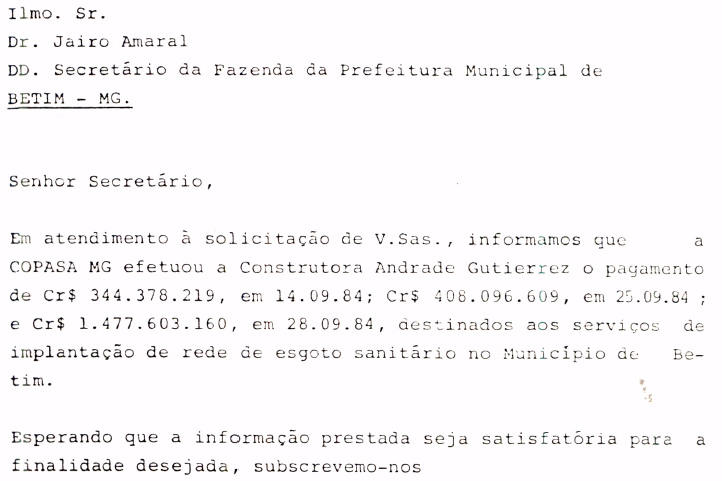 Ilmo. Sr.
Dr. Jairo Amaral
DD. Secretário da Fazenda da Prefeitura Municipal de
BETIM - MG.
Senhor Secretário,
Em atendimento à solicitação de V.Sas., informamos que a
COPASA MG efetuou a Construtora Andrade Gutierrez o pagamento
de Cr$ 344.378.219, em 14.09.84; Cr$ 408.096.609, em 25.09.84 ;
e Cr$ 1.477.603.160, em 28.09.84, destinados aos serviços de
implantação de rede de esgoto sanitário no Município de Be-
tim.
Esperando que a informação prestada seja satisfatória para a
finalidade desejada, subscrevemo-nos